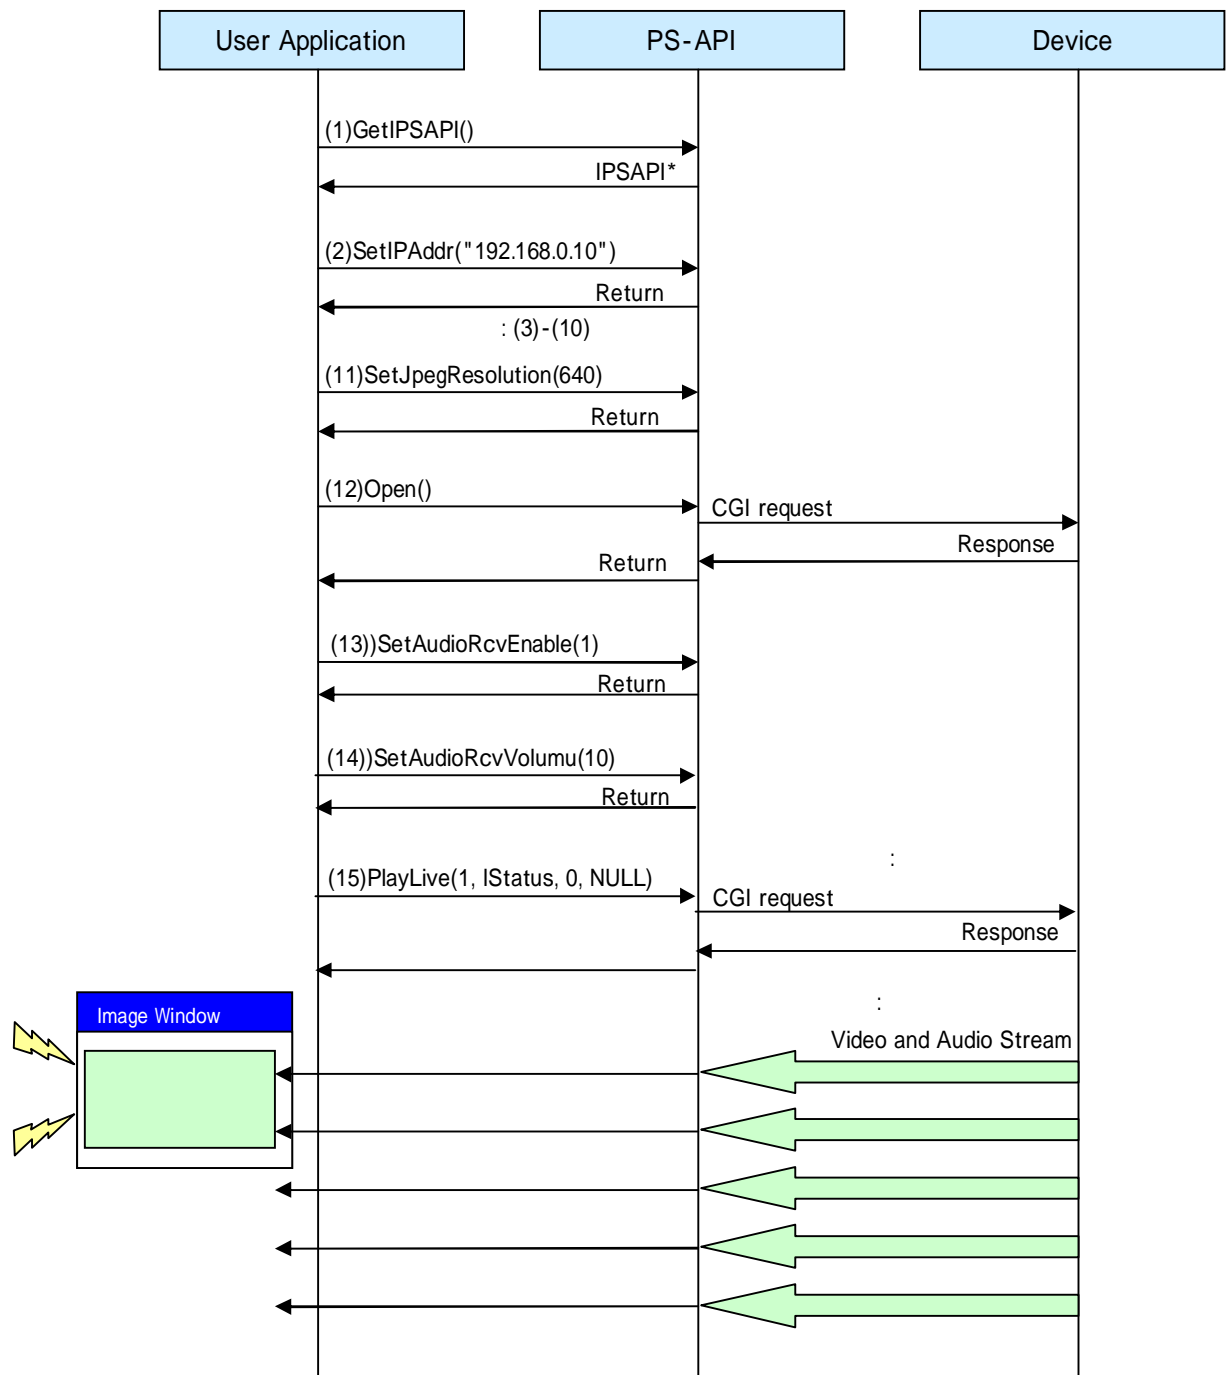 User Application
PS-API
Device
(1)GetIPSAPI()
IPSAPI*
(2)SetIPAddr("192.168.0.10")
Return
: (3)-(10)
(11)SetJpegResolution(640)
Return
(12)Open()
CGI request
Response
Return
(13))SetAudioRcvEnable(1)
Return
(14))SetAudioRcvVolumu(10)
Return
:
(15)PlayLive(1, lStatus, 0, NULL)
CGI request
Response
:
Image Window
Video and Audio Stream